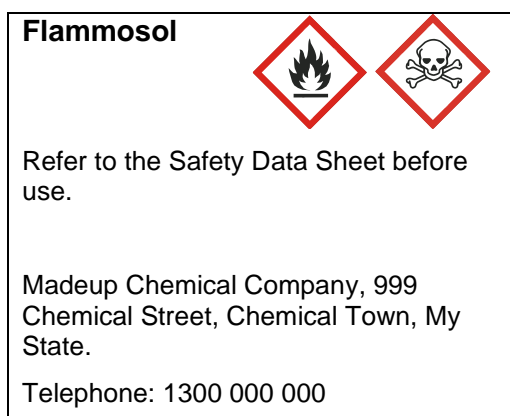 Flammosol
Refer to the Safety Data Sheet before
use.
Madeup Chemical Company, 999
Chemical Street, Chemical Town, My
State.
Telephone: 1300 000 000